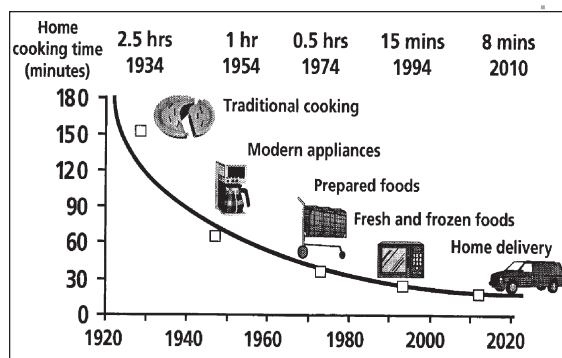 Home
cooking time
(minutes)
2.5 hrs 1 hr 0.5 hrs 15 mins 8 mins
1934 1954 1974 1994 2010
180
150
120
90
60
30
0
Traditional cooking
Modern appliances
Prepared foods
Fresh and frozen foods
Home delivery
1920 1940 1960 1980 2000 2020